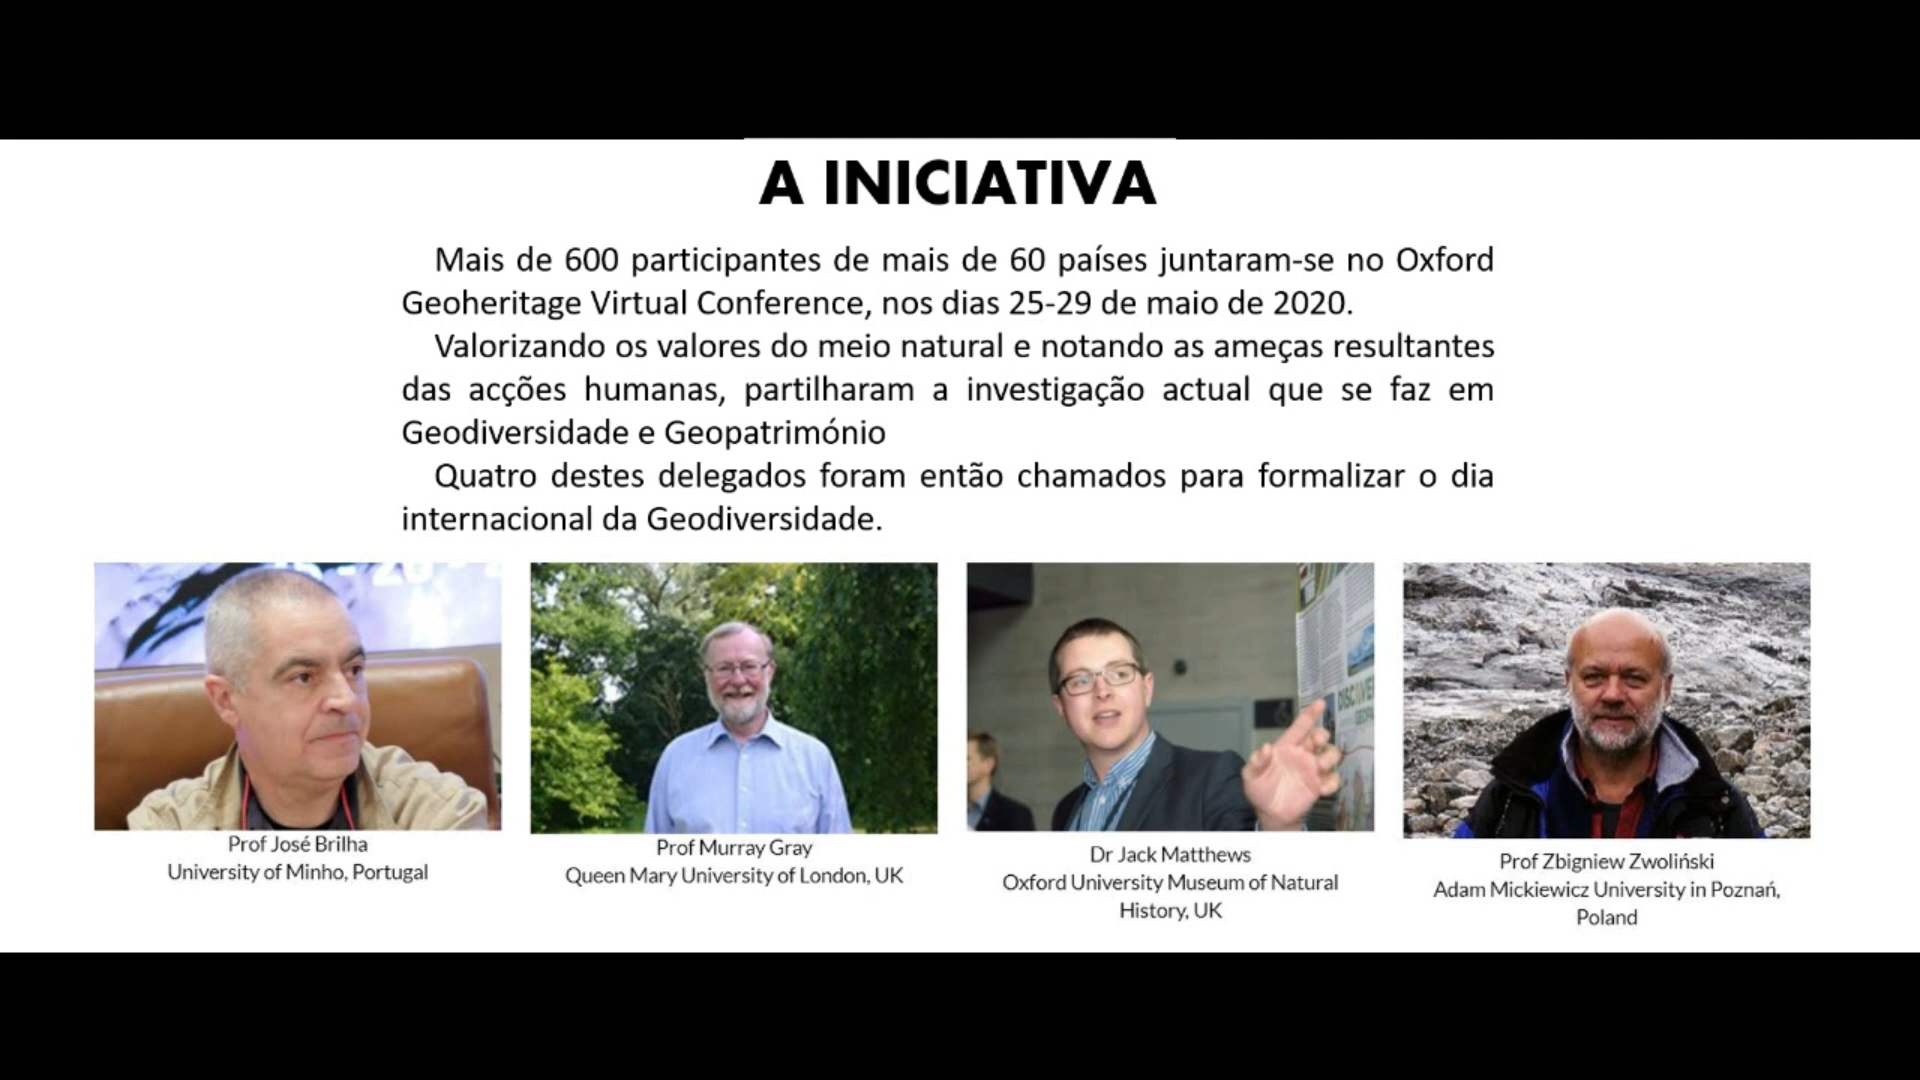 A INICIATIVA
Mais de 600 participantes de mais de 60 países juntaram-se no Oxford
Geoheritage Virtual Conference, nos dias 25-29 de maio de 2020.
Valorizando os valores do meio natural e notando as ameças resultantes
das acções humanas, partilharam a investigação actual que se faz em
Geodiversidade e Geopatrimónio
Quatro destes delegados foram então chamados para formalizar o dia
internacional da Geodiversidade.
Prof José Brilha
University of Minho, Portugal
Prof Murray Gray
Queen Mary University of London, UK
Dr Jack Matthews
Oxford University Museum of Natural
History, UK
Prof Zbigniew Zwoliński
Adam Mickiewicz University in Poznań,
Poland